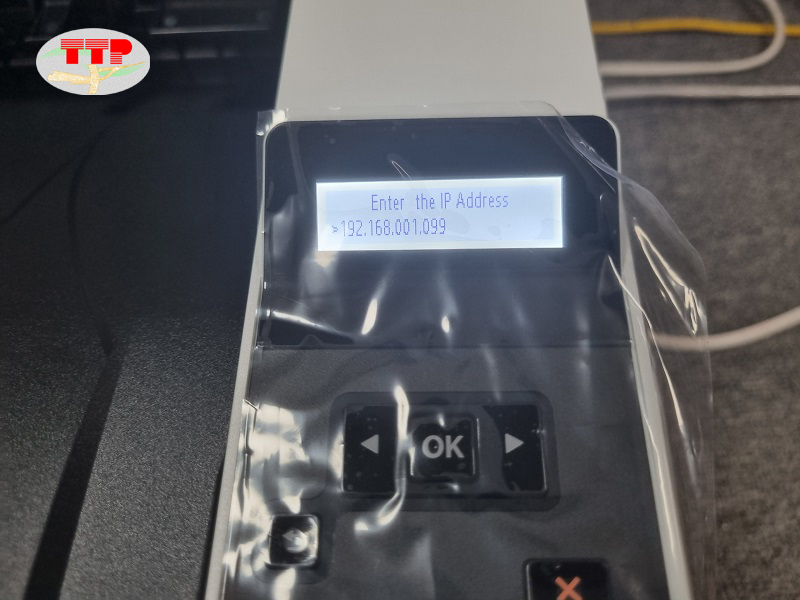 TTP
Enter the IP Address
»192.168.001.099
OK